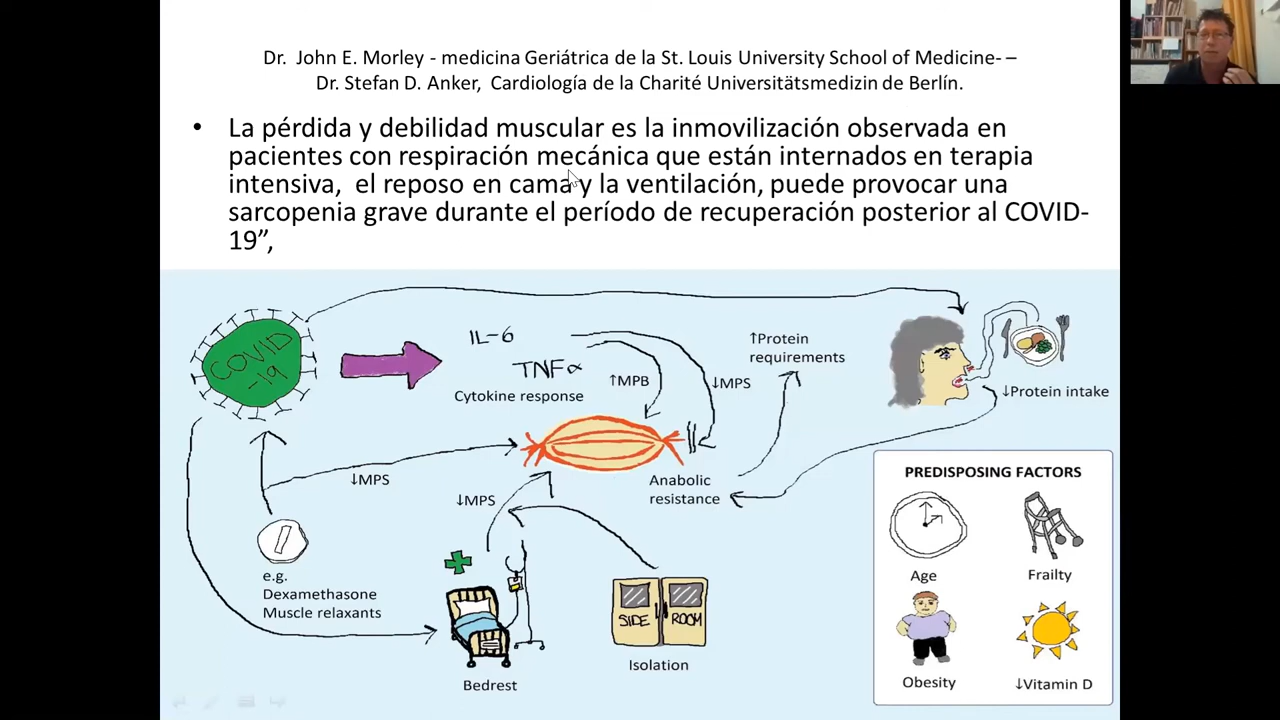 Dr. John E. Morley - medicina Geriátrica de la St. Louis University School of Medicine- –
Dr. Stefan D. Anker, Cardiología de la Charité Universitätsmedizin de Berlín.
• La pérdida y debilidad muscular es la inmovilización observada en
pacientes con respiración mecánica que están internados en terapia
intensiva, el reposo en cama y la ventilación, puede provocar una
sarcopenia grave durante el período de recuperación posterior al COVID-
19”,
COVID
-19
IL-6
TNFα
Cytokine response
↑MPB
↓MPS
↑Protein
requirements
↓Protein intake
↓MPS
Anabolic
resistance
↓MPS
e.g.
Dexamethasone
Muscle relaxants
Bedrest
SIDE ROOM
Isolation
PREDISPOSING FACTORS
Age
Frailty
Obesity
↓Vitamin D